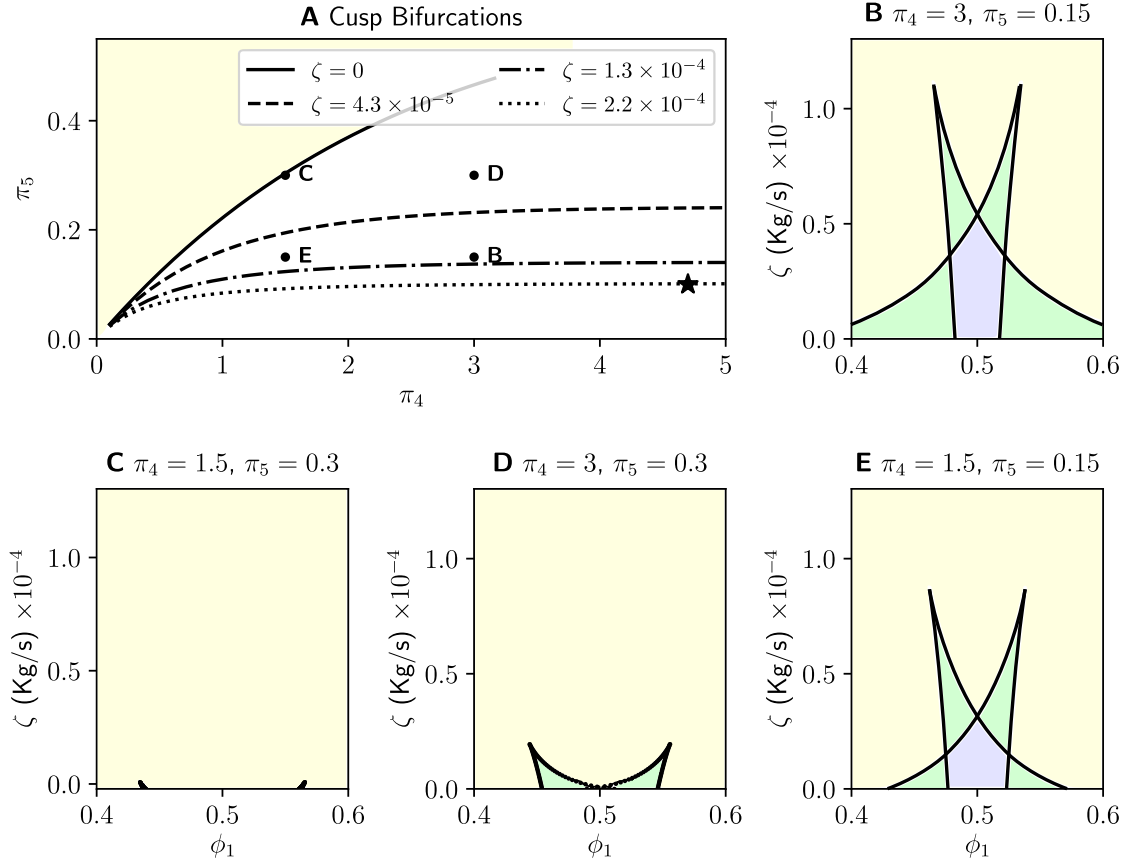 A Cusp Bifurcations
ζ = 0
ζ = 4.3 × 10⁻⁵
ζ = 1.3 × 10⁻⁴
ζ = 2.2 × 10⁻⁴
C
D
E
B
0.4
0.2
0.0
π₅
0 1 2 3 4 5
π₄
B π₄ = 3, π₅ = 0.15
1.0
0.5
0.0
ζ (Kg/s) ×10⁻⁴
0.4 0.5 0.6
C π₄ = 1.5, π₅ = 0.3
1.0
0.5
0.0
ζ (Kg/s) ×10⁻⁴
0.4 0.5 0.6
ϕ₁
D π₄ = 3, π₅ = 0.3
1.0
0.5
0.0
ζ (Kg/s) ×10⁻⁴
0.4 0.5 0.6
ϕ₁
E π₄ = 1.5, π₅ = 0.15
1.0
0.5
0.0
ζ (Kg/s) ×10⁻⁴
0.4 0.5 0.6
ϕ₁